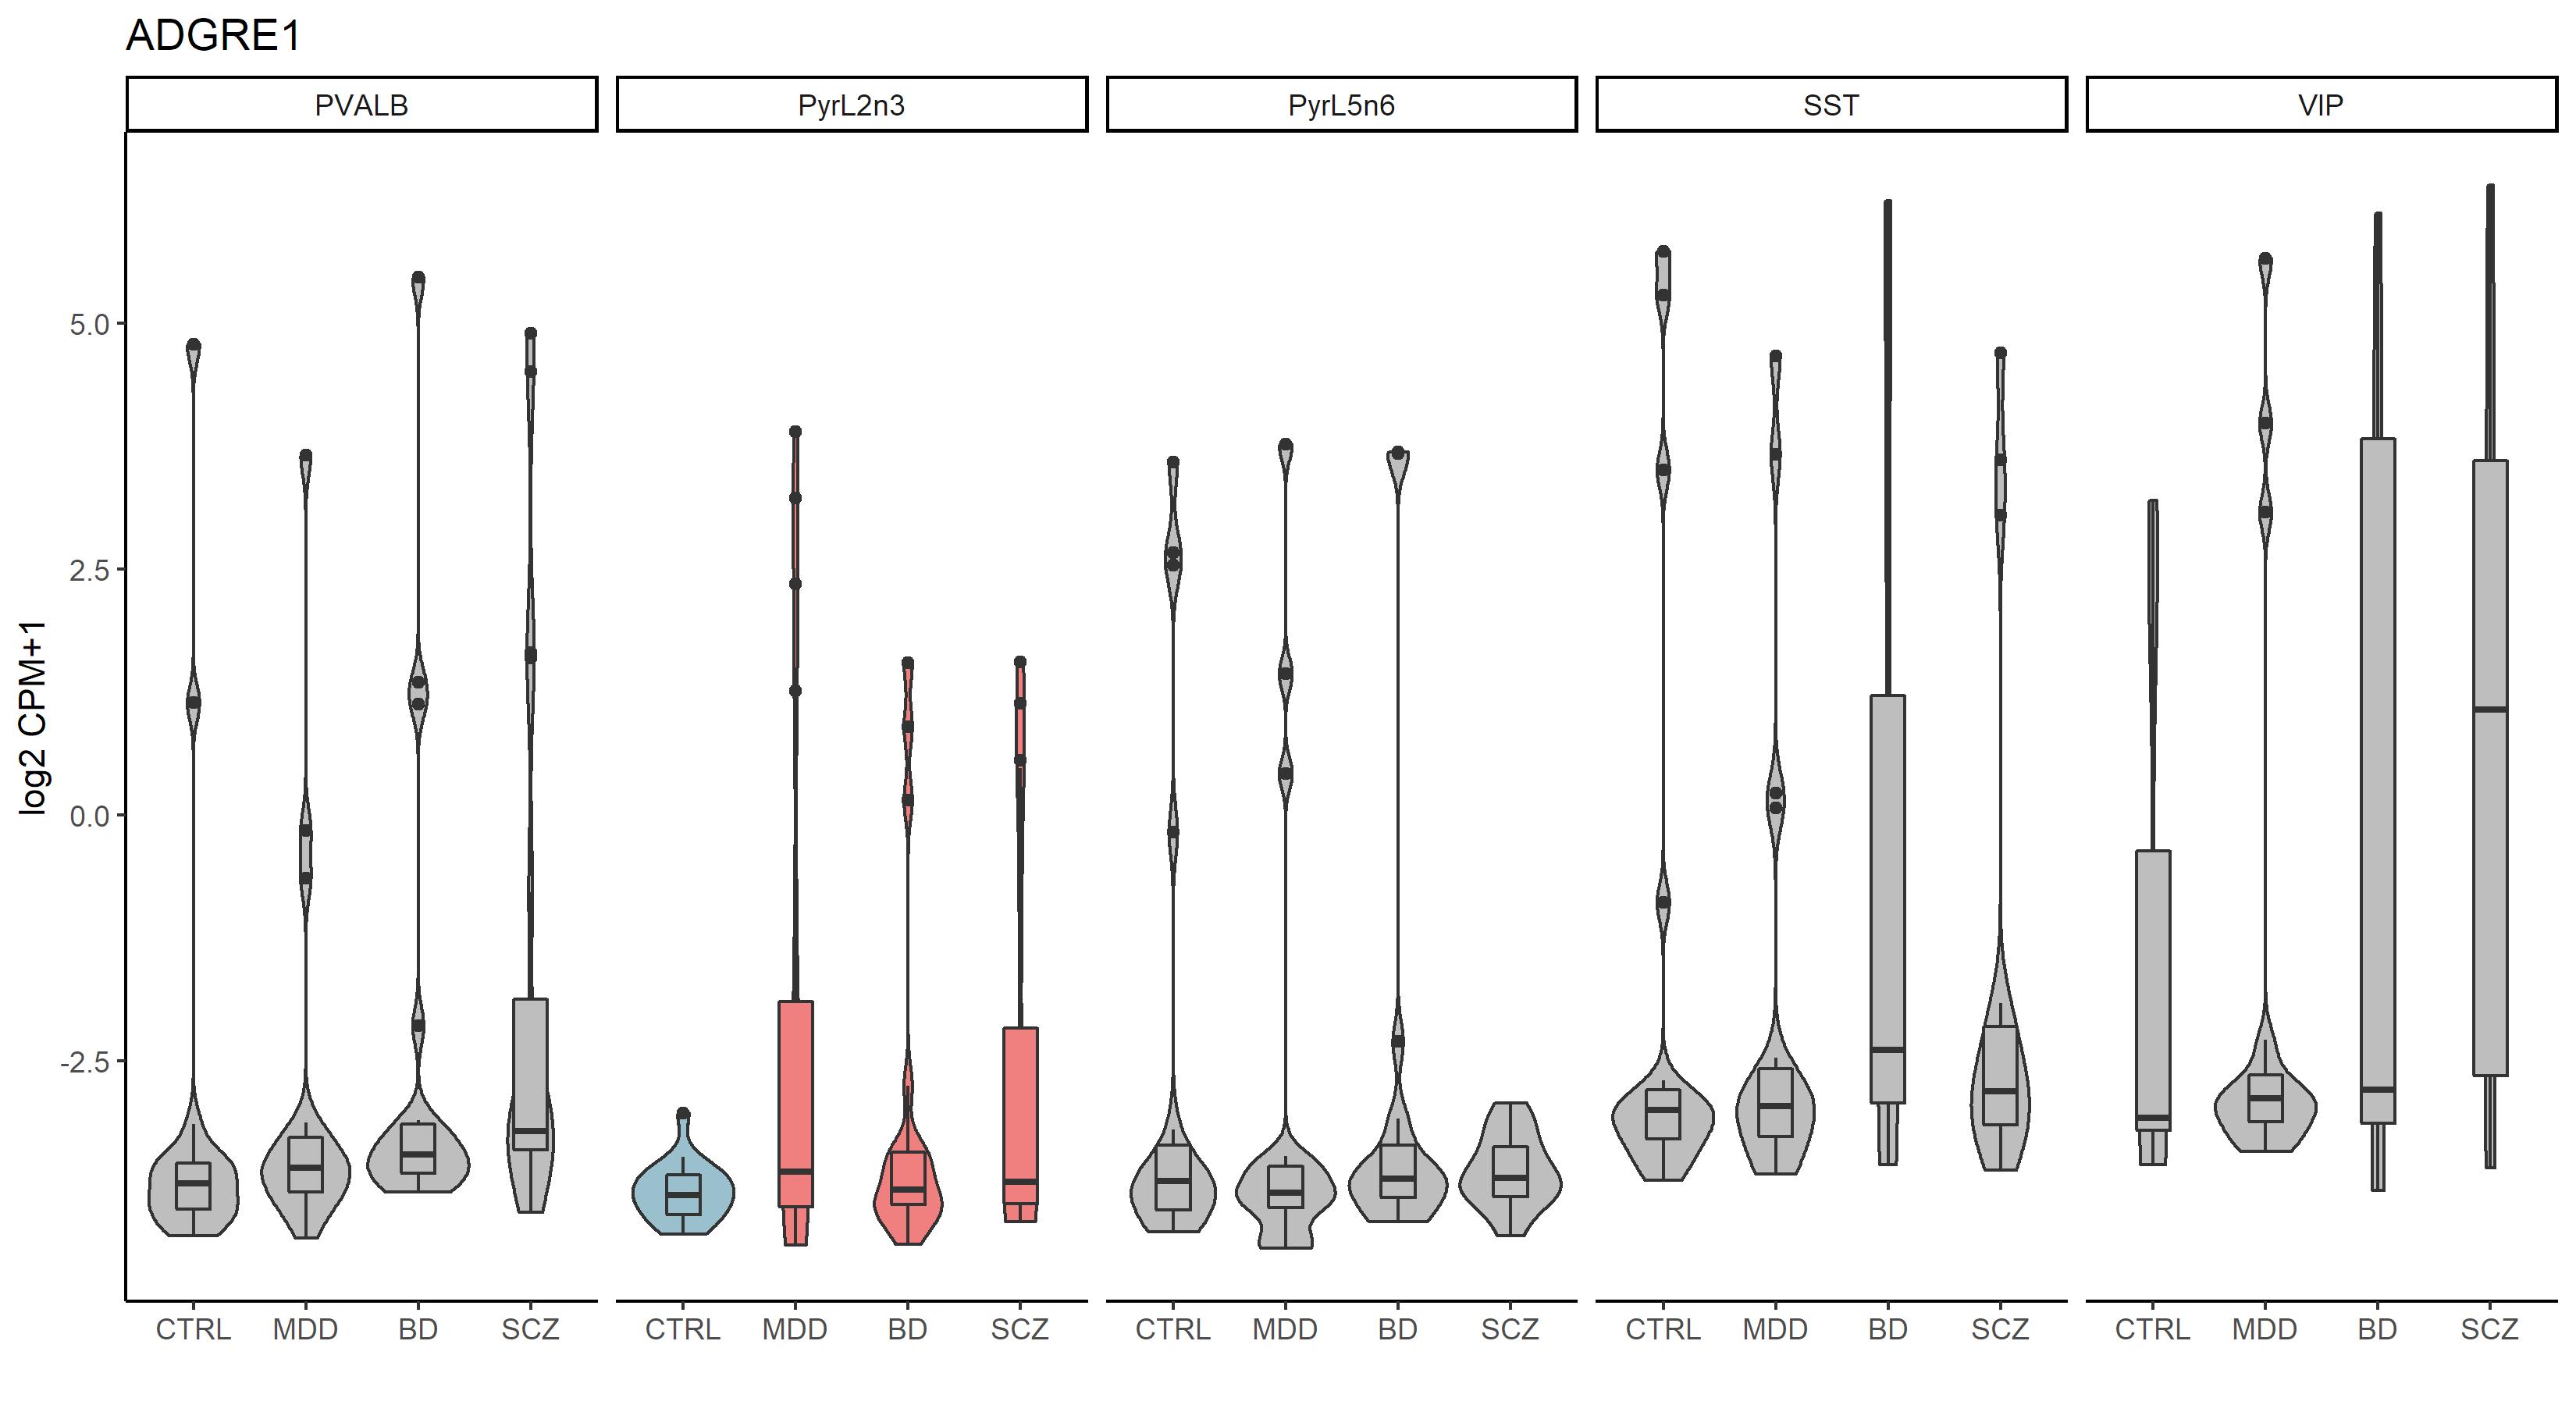 ADGRE1
PVALB PyrL2n3 PyrL5n6 SST VIP
log2 CPM+1
5.0
2.5
0.0
-2.5
CTRL MDD BD SCZ CTRL MDD BD SCZ CTRL MDD BD SCZ CTRL MDD BD SCZ CTRL MDD BD SCZ